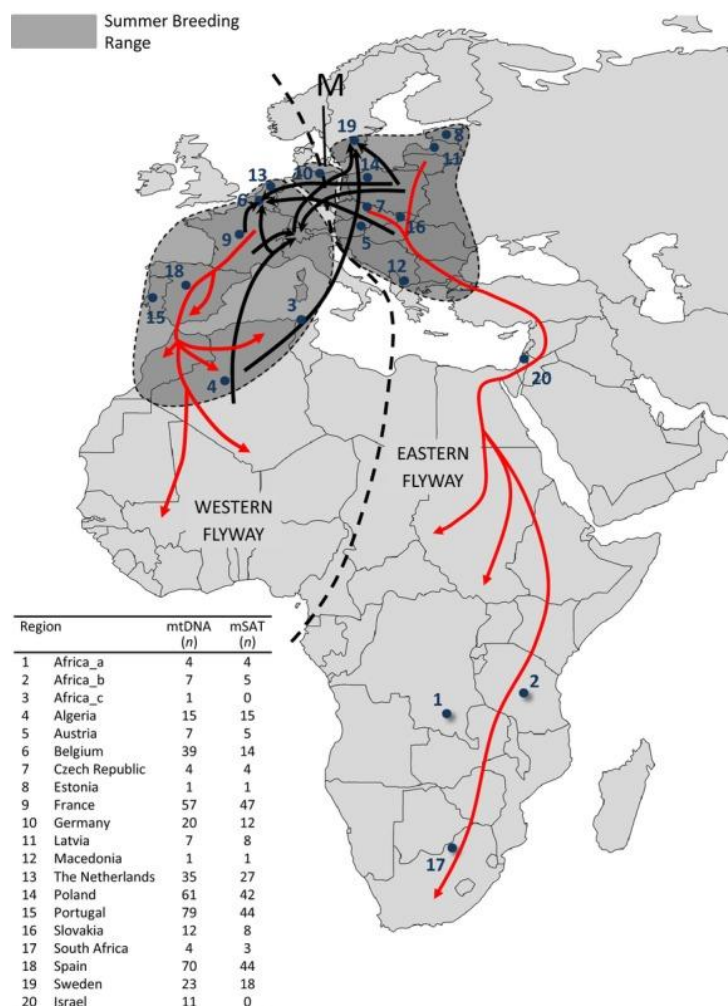 Summer Breeding
Range
M
19
8
11
13
10
14
6
7
16
9
5
18
12
15
3
4
20
EASTERN
FLYWAY
WESTERN
FLYWAY
1
2
17
Region mtDNA mSAT
(n) (n)
1 Africa_a 4 4
2 Africa_b 7 5
3 Africa_c 1 0
4 Algeria 15 15
5 Austria 7 5
6 Belgium 39 14
7 Czech Republic 4 4
8 Estonia 1 1
9 France 57 47
10 Germany 20 12
11 Latvia 7 8
12 Macedonia 1 1
13 The Netherlands 35 27
14 Poland 61 42
15 Portugal 79 44
16 Slovakia 12 8
17 South Africa 4 3
18 Spain 70 44
19 Sweden 23 18
20 Israel 11 0